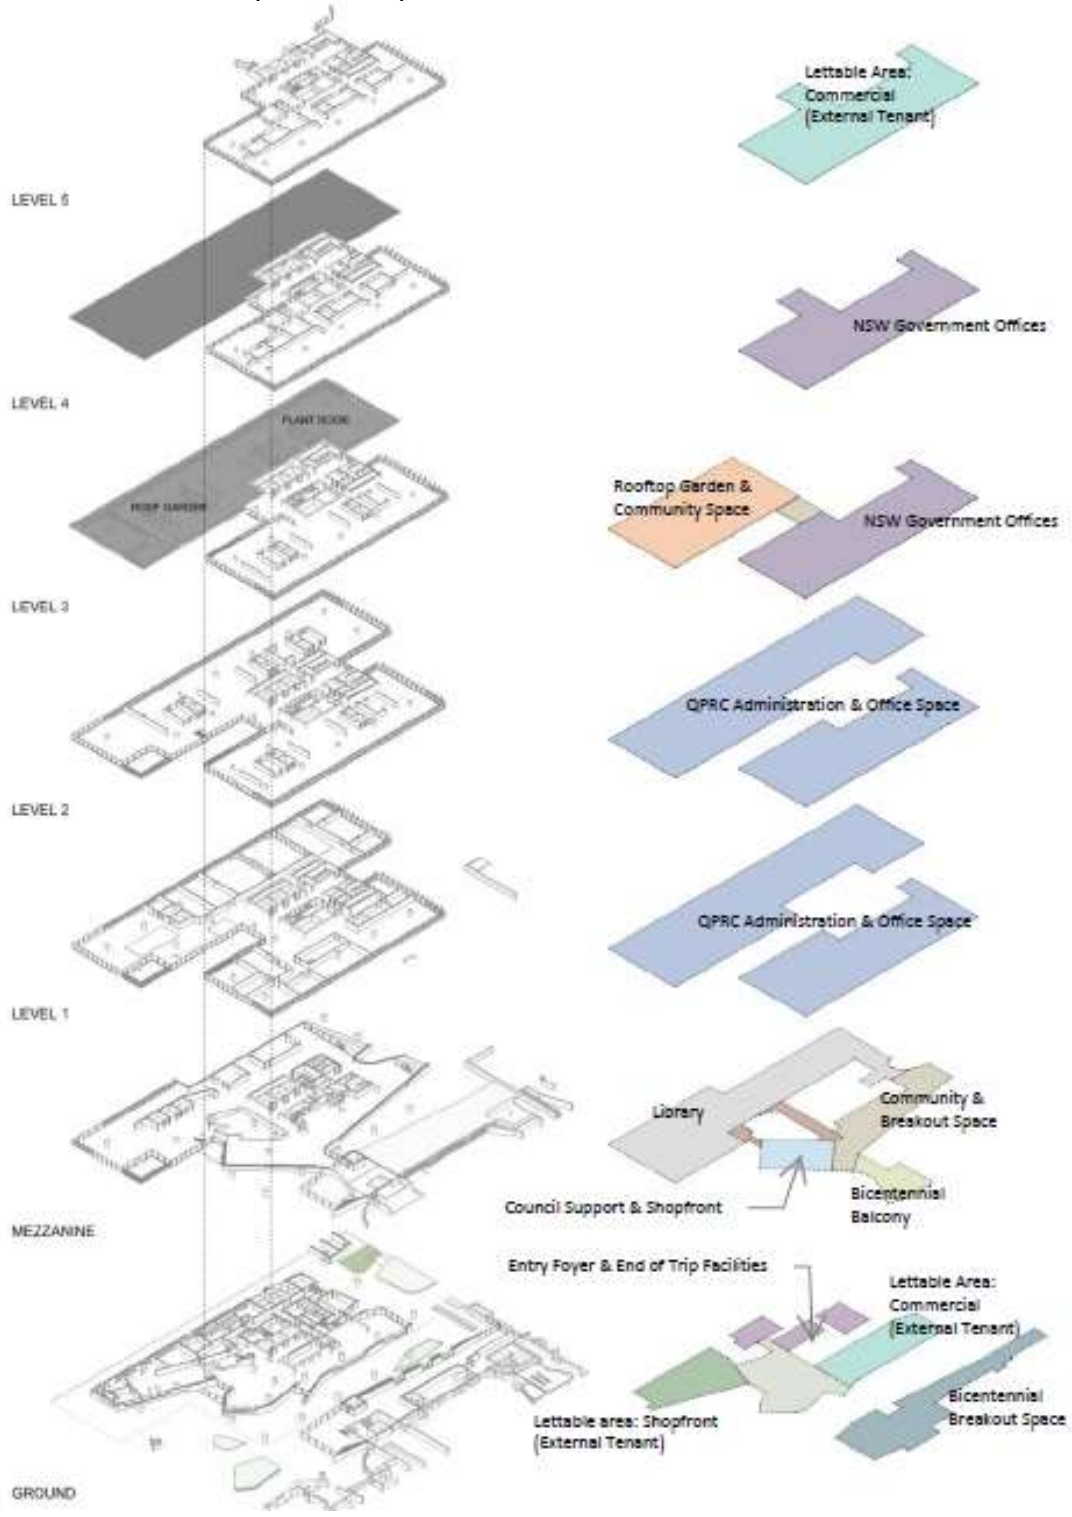 Lettable Area:
Commercial
(External Tenant)
LEVEL 5
NSW Government Offices
LEVEL 4
PLANT ROOM
Rooftop Garden &
Community Space
ROOF GARDEN
NSW Government Offices
LEVEL 3
QPRC Administration & Office Space
LEVEL 2
QPRC Administration & Office Space
LEVEL 1
Library
Community &
Breakout Space
Council Support & Shopfront
Bicentennial
Balcony
MEZZANINE
Entry Foyer & End of Trip Facilities
Lettable Area:
Commercial
(External Tenant)
Bicentennial
Breakout Space
Lettable area: Shopfront
(External Tenant)
GROUND